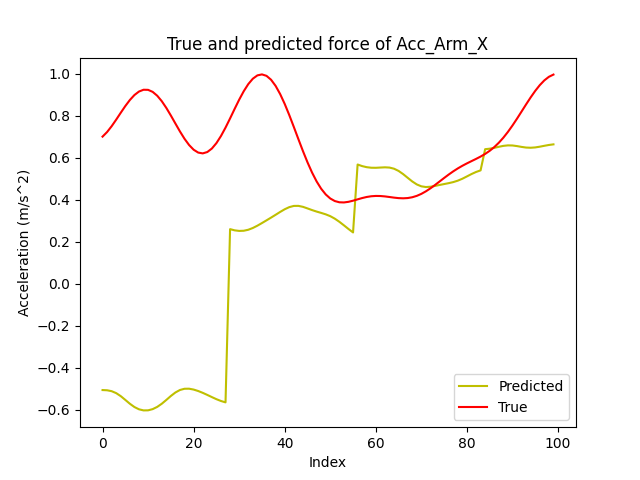 True and predicted force of Acc_Arm_X
1.0
0.8
0.6
0.4
0.2
0.0
−0.2
−0.4
−0.6
Acceleration (m/s^2)
0 20 40 60 80 100
Index
Predicted
True